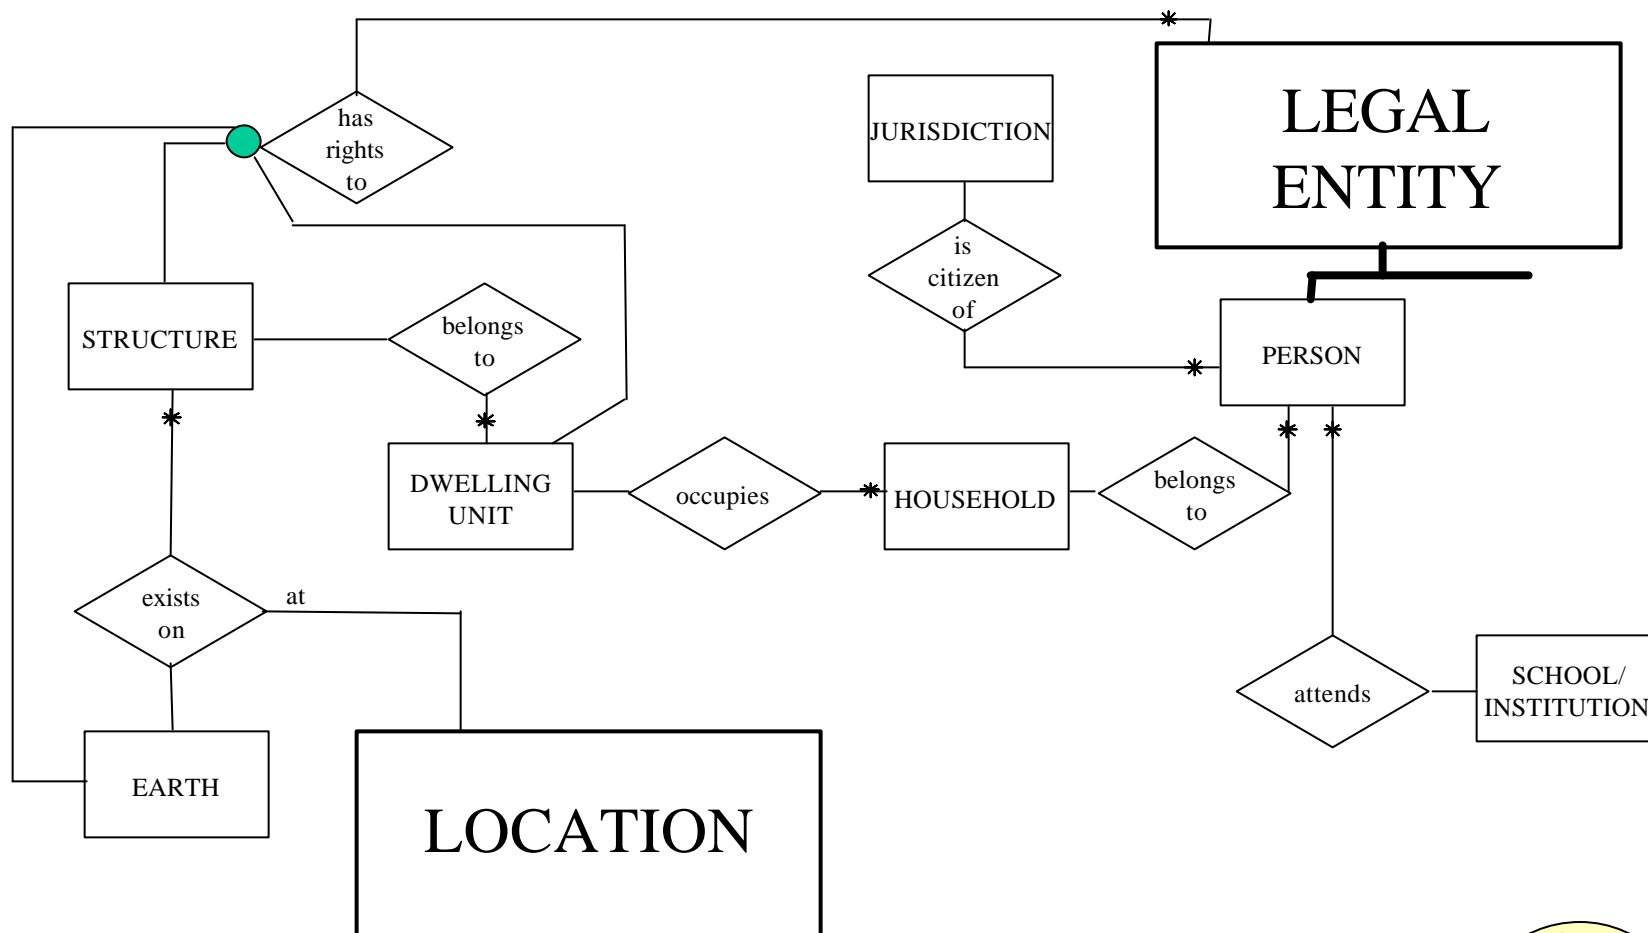 has
rights
to
JURISDICTION
LEGAL
ENTITY
is
citizen
of
STRUCTURE
belongs
to
PERSON
DWELLING
UNIT
occupies
HOUSEHOLD
belongs
to
exists
on
at
attends
SCHOOL/
INSTITUTION
EARTH
LOCATION